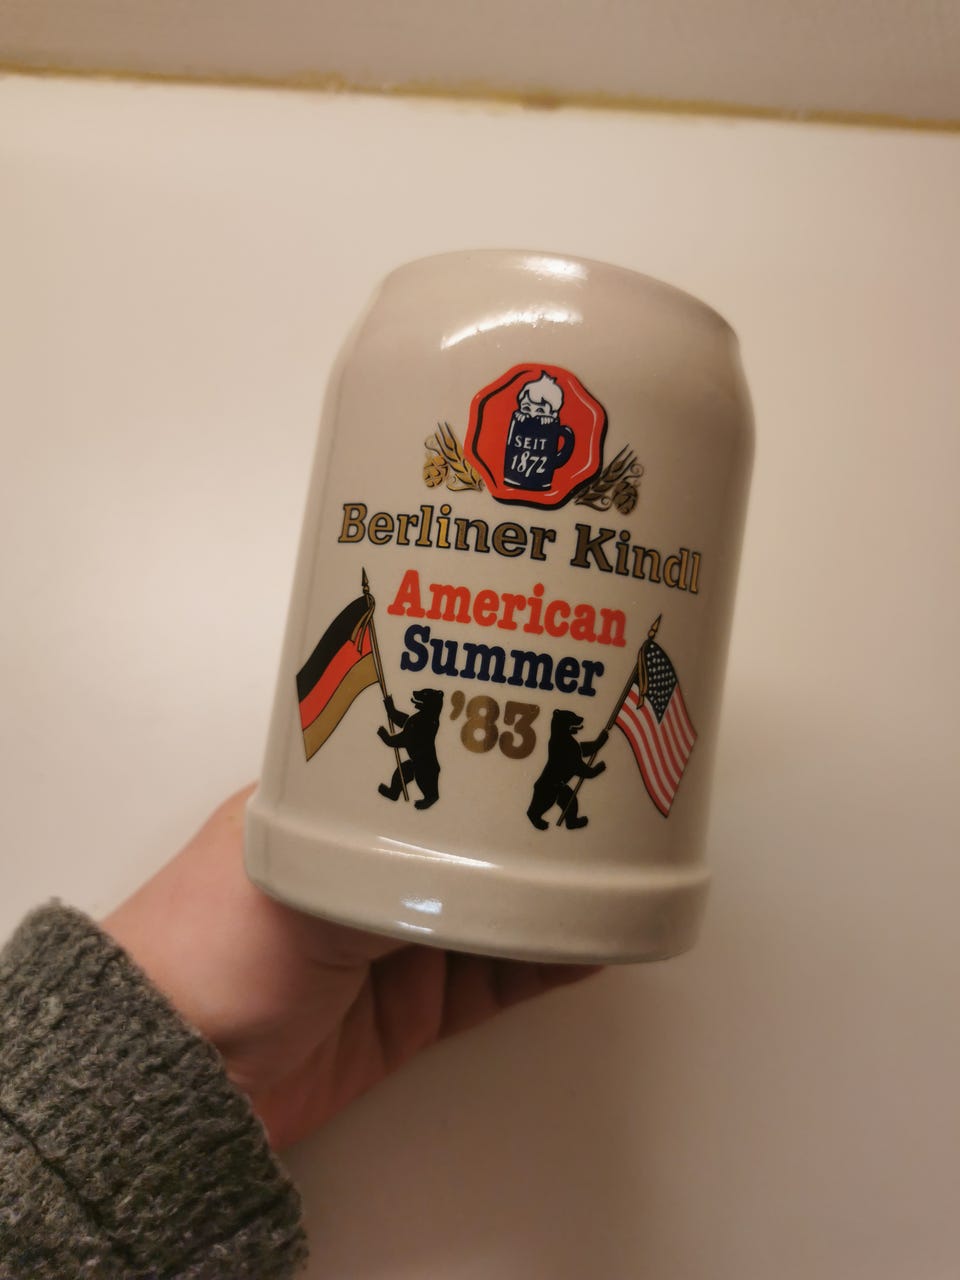 SEIT
1872
Berliner Kindl
American
Summer
'83